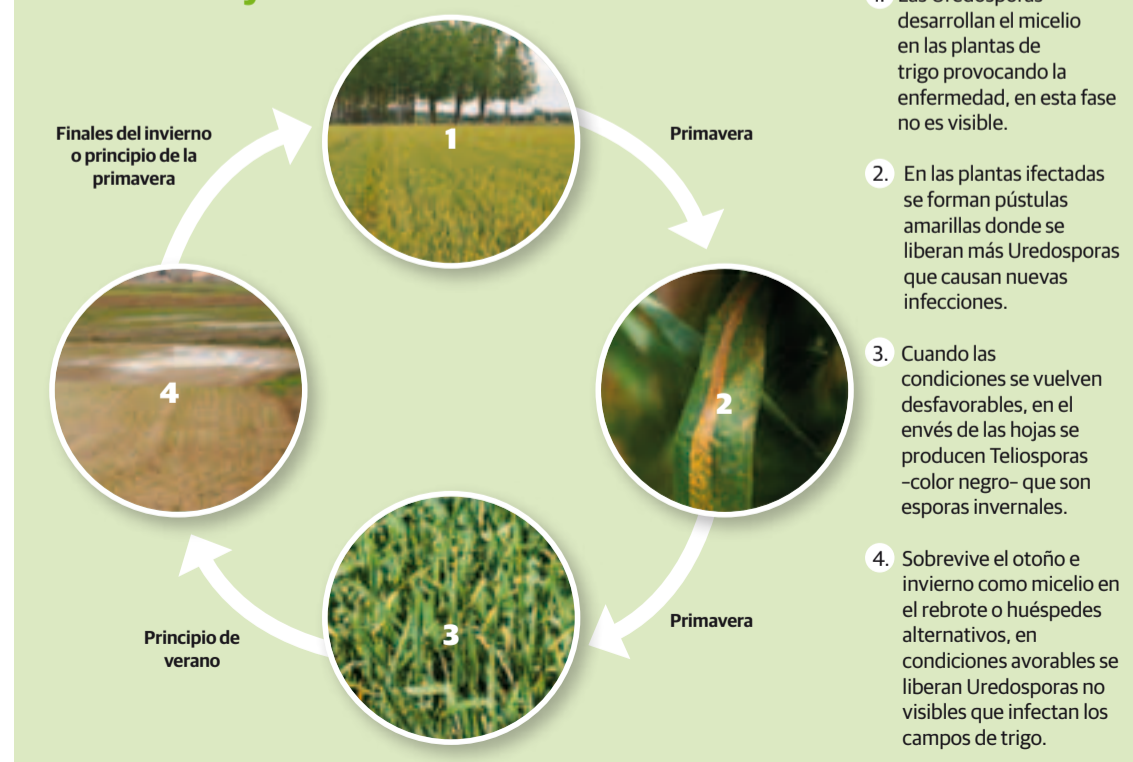 Finales del invierno
o principio de la
primavera
1
Primavera
2
Primavera
3
Principio de
verano
4
1. Las Uredosporas
desarrollan el micelio
en las plantas de
trigo provocando la
enfermedad, en esta fase
no es visible.
2. En las plantas ifectadas
se forman pústulas
amarillas donde se
liberan más Uredosporas
que causan nuevas
infecciones.
3. Cuando las
condiciones se vuelven
desfavorables, en el
envés de las hojas se
producen Teliosporas
-color negro- que son
esporas invernales.
4. Sobrevive el otoño e
invierno como micelio en
el rebrote o huéspedes
alternativos, en
condiciones avorables se
liberan Uredosporas no
visibles que infectan los
campos de trigo.